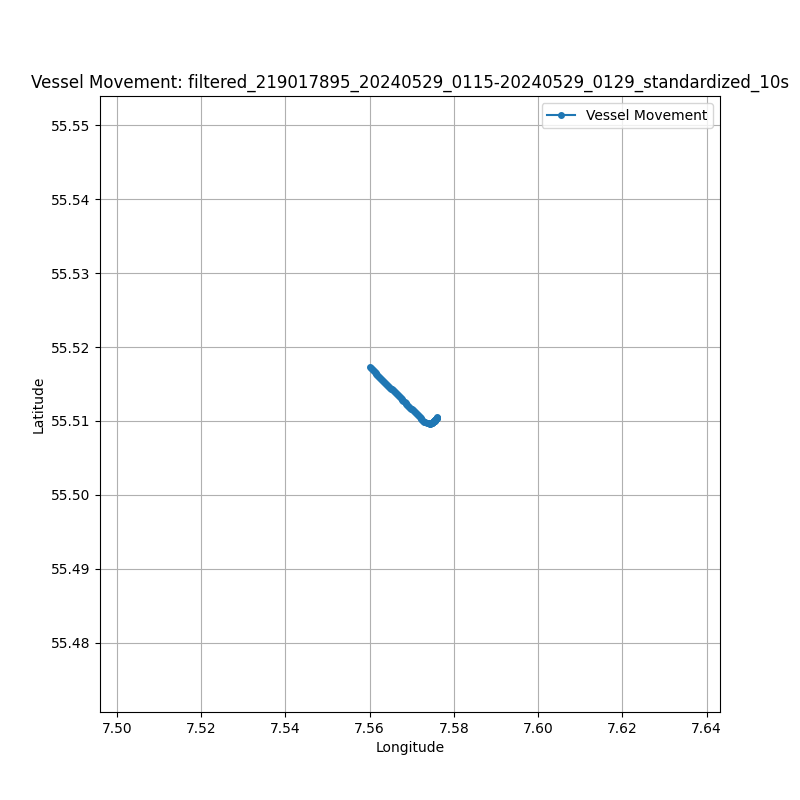 Vessel Movement: filtered_219017895_20240529_0115-20240529_0129_standardized_10s
Vessel Movement
55.55
55.54
55.53
55.52
55.51
55.50
55.49
55.48
Latitude
7.50 7.52 7.54 7.56 7.58 7.60 7.62 7.64
Longitude